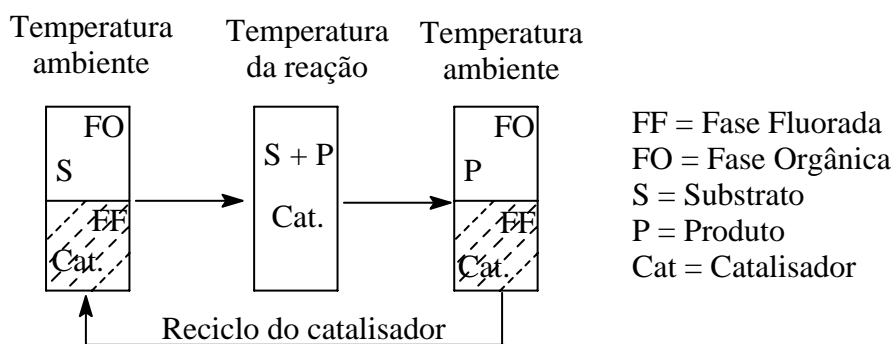 Temperatura
ambiente
Temperatura
da reação
Temperatura
ambiente
FO
S
FF
Cat.
S + P
Cat.
FO
P
FF
Cat.
FF = Fase Fluorada
FO = Fase Orgânica
S = Substrato
P = Produto
Cat = Catalisador
Reciclo do catalisador